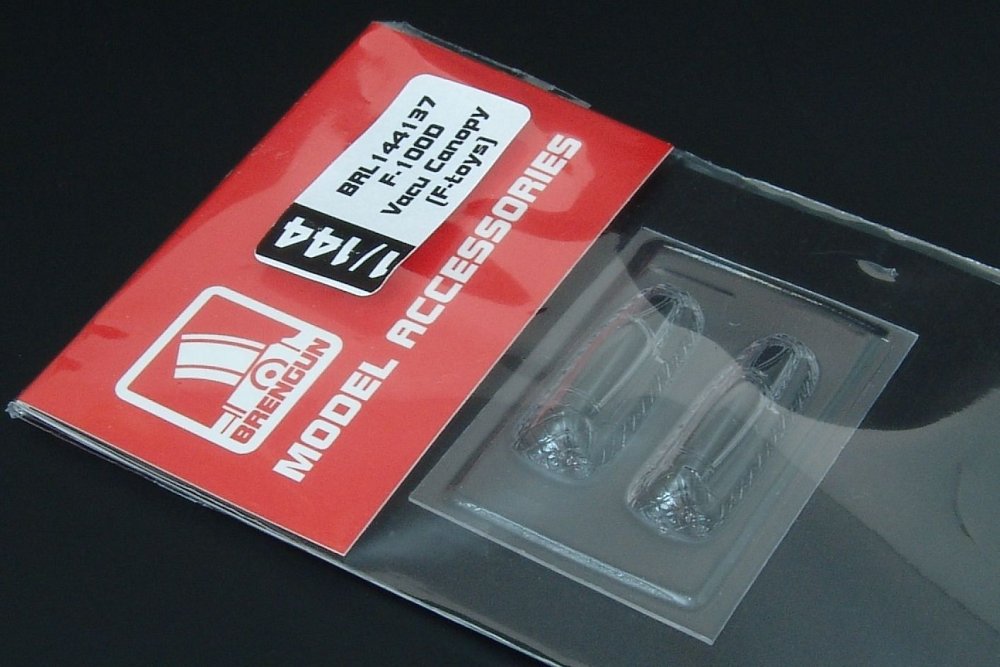 BRL144137
F-100D
Vacu Canopy
(F-toys)
1/144
BRENGUN
MODEL ACCESSORIES